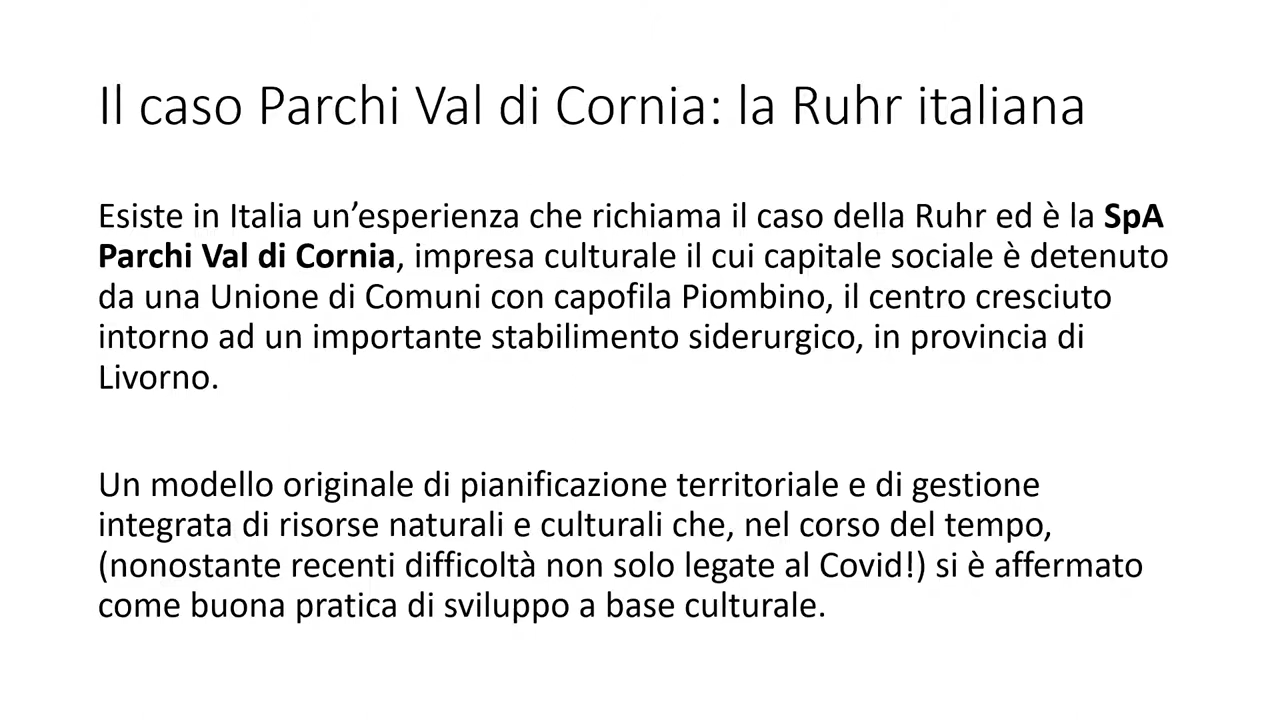 Il caso Parchi Val di Cornia: la Ruhr italiana
Esiste in Italia un’esperienza che richiama il caso della Ruhr ed è la SpA
Parchi Val di Cornia, impresa culturale il cui capitale sociale è detenuto
da una Unione di Comuni con capofila Piombino, il centro cresciuto
intorno ad un importante stabilimento siderurgico, in provincia di
Livorno.
Un modello originale di pianificazione territoriale e di gestione
integrata di risorse naturali e culturali che, nel corso del tempo,
(nonostante recenti difficoltà non solo legate al Covid!) si è affermato
come buona pratica di sviluppo a base culturale.